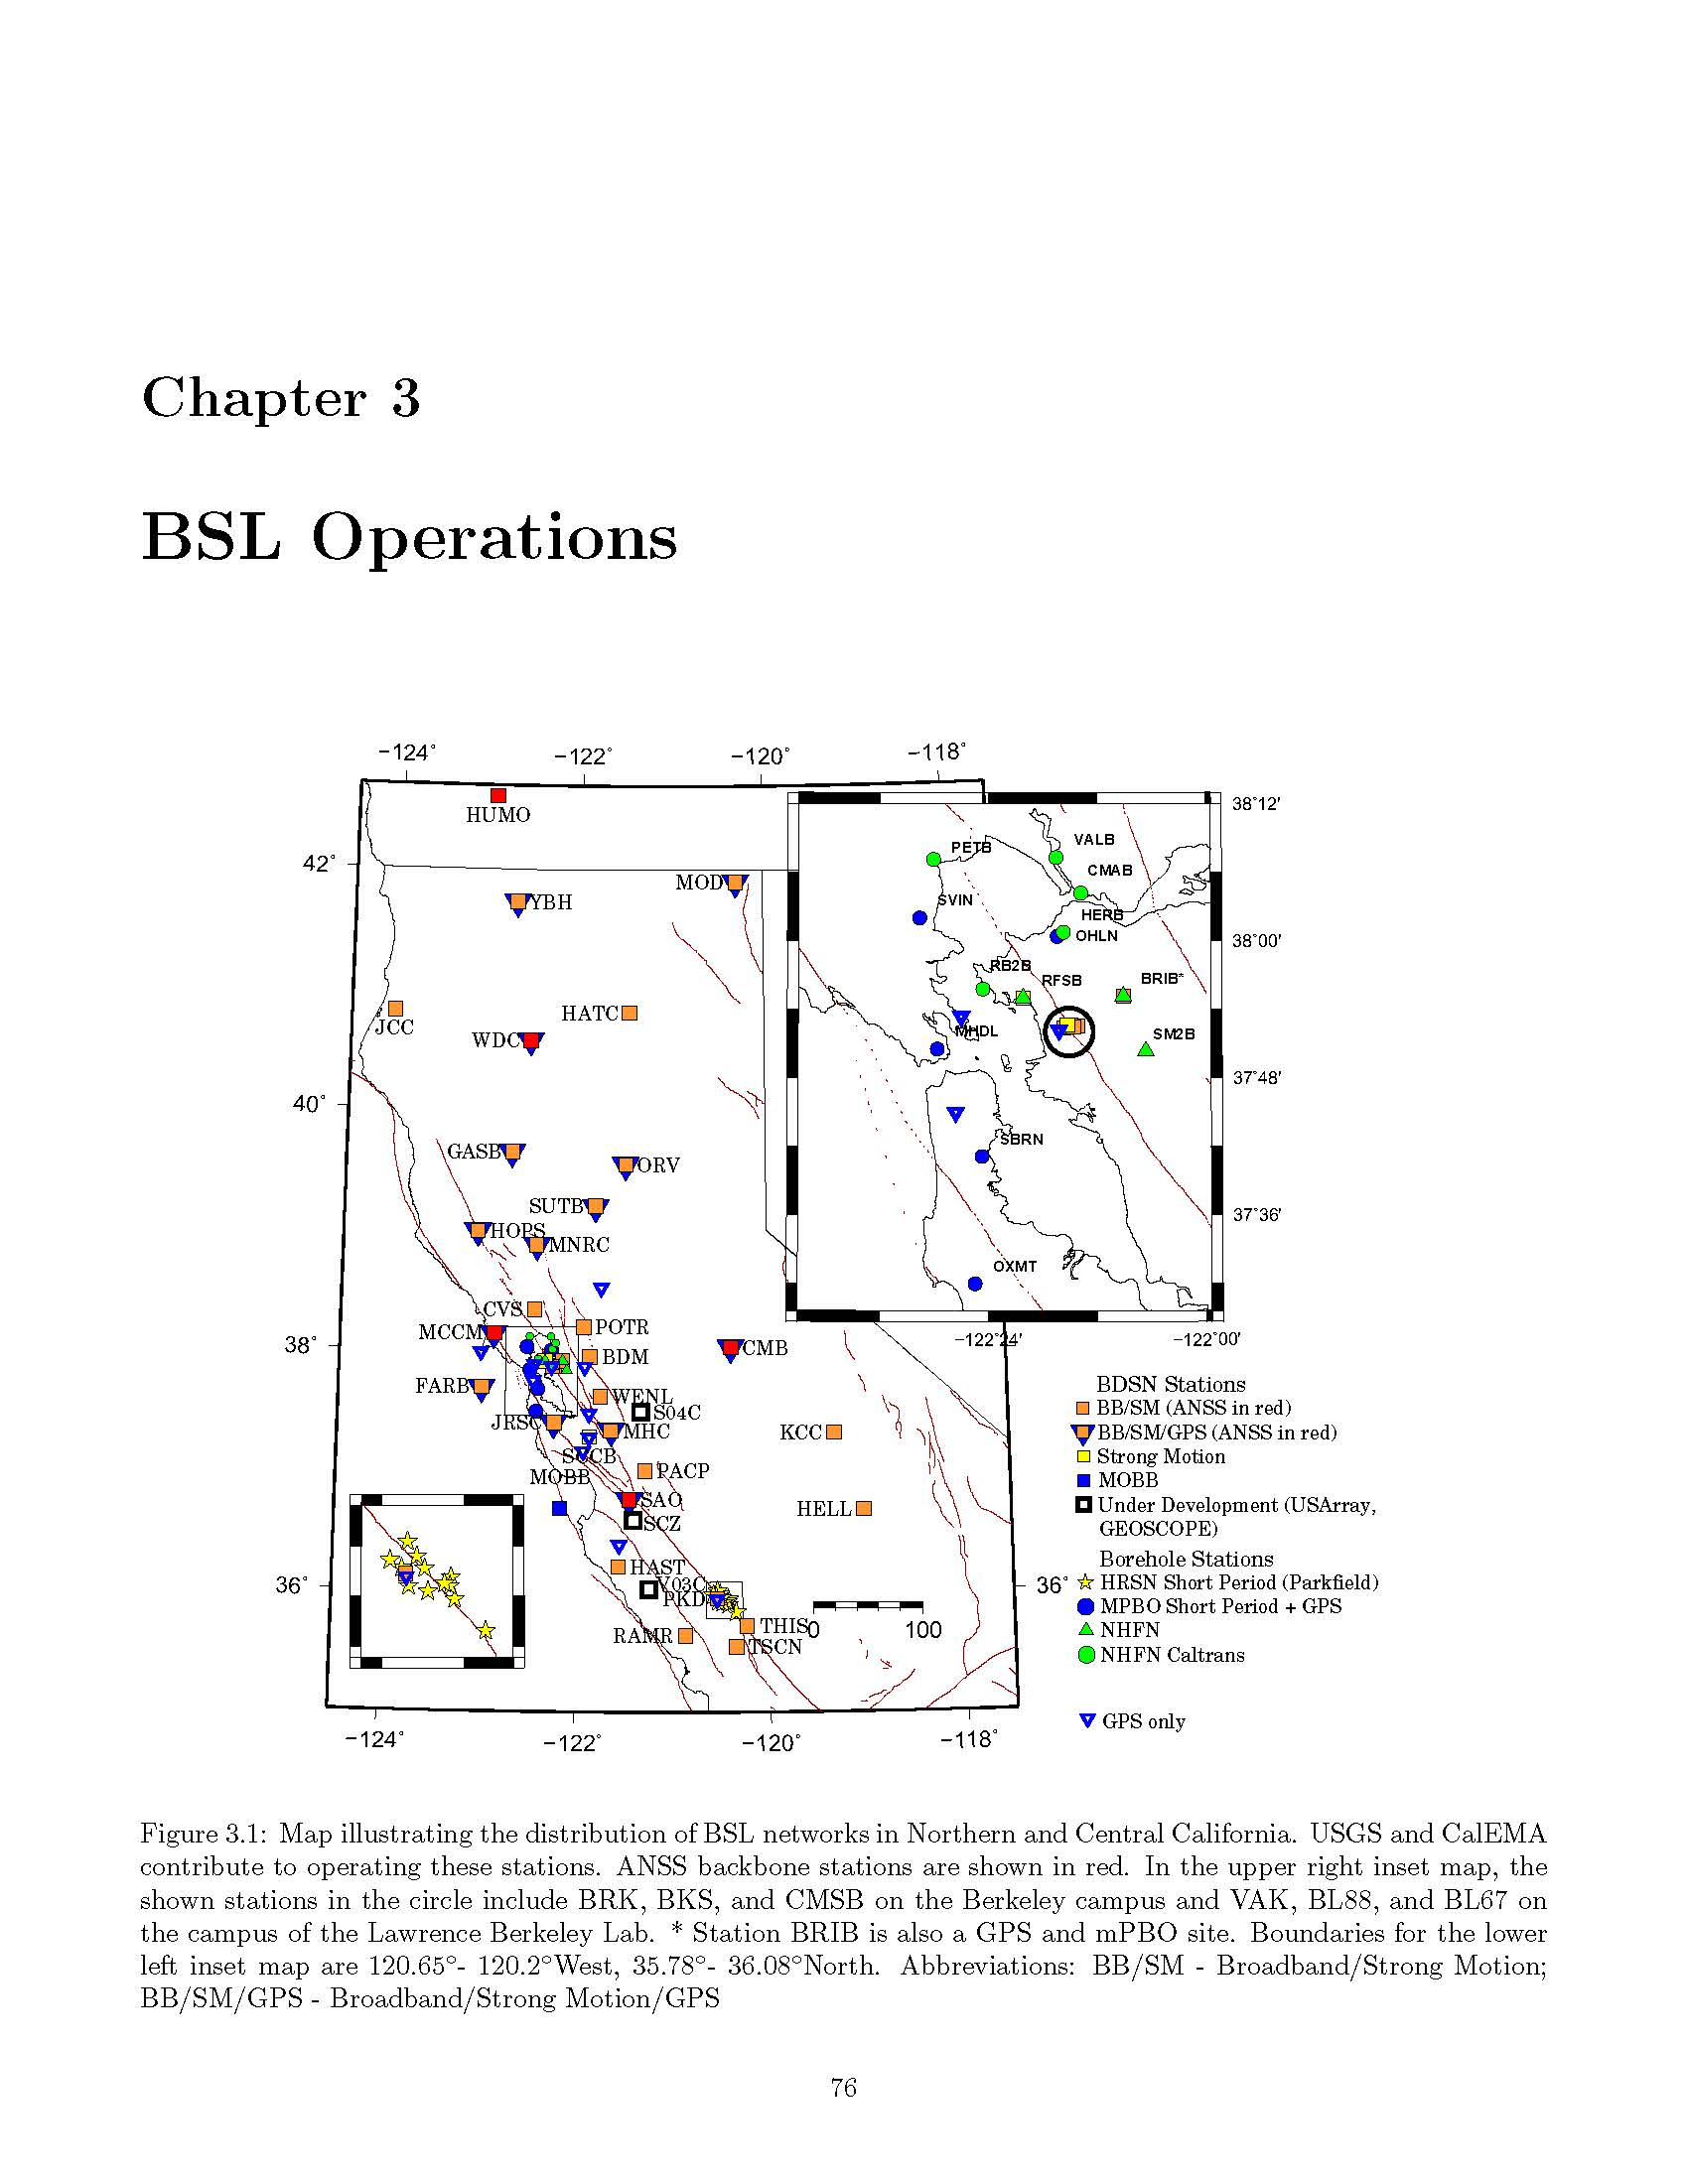 Chapter 3
BSL Operations
−124˚ −122˚ −120˚ −118˚
HUMO
42˚
MOD
YBH
JCC
HATC
WDC
40˚
GASB
ORV
SUTB
HOPS
MNRC
CVS
POTR
MCCM
38˚
BDM
CMB
FARB
WENL
S04C
JRSC
MHC
KCC
SCCB
MOBB
PACP
SAO
HELL
SCZ
HAST
36˚
V03C
PKD
36˚
THIS
RAMR
TSCN
0 100
−124˚ −122˚ −120˚ −118˚
38˚12'
PETB
VALB
CMAB
SVIN
HERB
OHLN
38˚00'
RB2B
RFSB
BRIB*
MHDL
SM2B
37˚48'
SBRN
37˚36'
OXMT
−122˚24' −122˚00'
BDSN Stations
BB/SM (ANSS in red)
BB/SM/GPS (ANSS in red)
Strong Motion
MOBB
Under Development (USArray,
GEOSCOPE)
Borehole Stations
HRSN Short Period (Parkfield)
MPBO Short Period + GPS
NHFN
NHFN Caltrans
GPS only
Figure 3.1: Map illustrating the distribution of BSL networks in Northern and Central California. USGS and CalEMA
contribute to operating these stations. ANSS backbone stations are shown in red. In the upper right inset map, the
shown stations in the circle include BRK, BKS, and CMSB on the Berkeley campus and VAK, BL88, and BL67 on
the campus of the Lawrence Berkeley Lab. * Station BRIB is also a GPS and mPBO site. Boundaries for the lower
left inset map are 120.65°- 120.2°West, 35.78°- 36.08°North. Abbreviations: BB/SM - Broadband/Strong Motion;
BB/SM/GPS - Broadband/Strong Motion/GPS
76